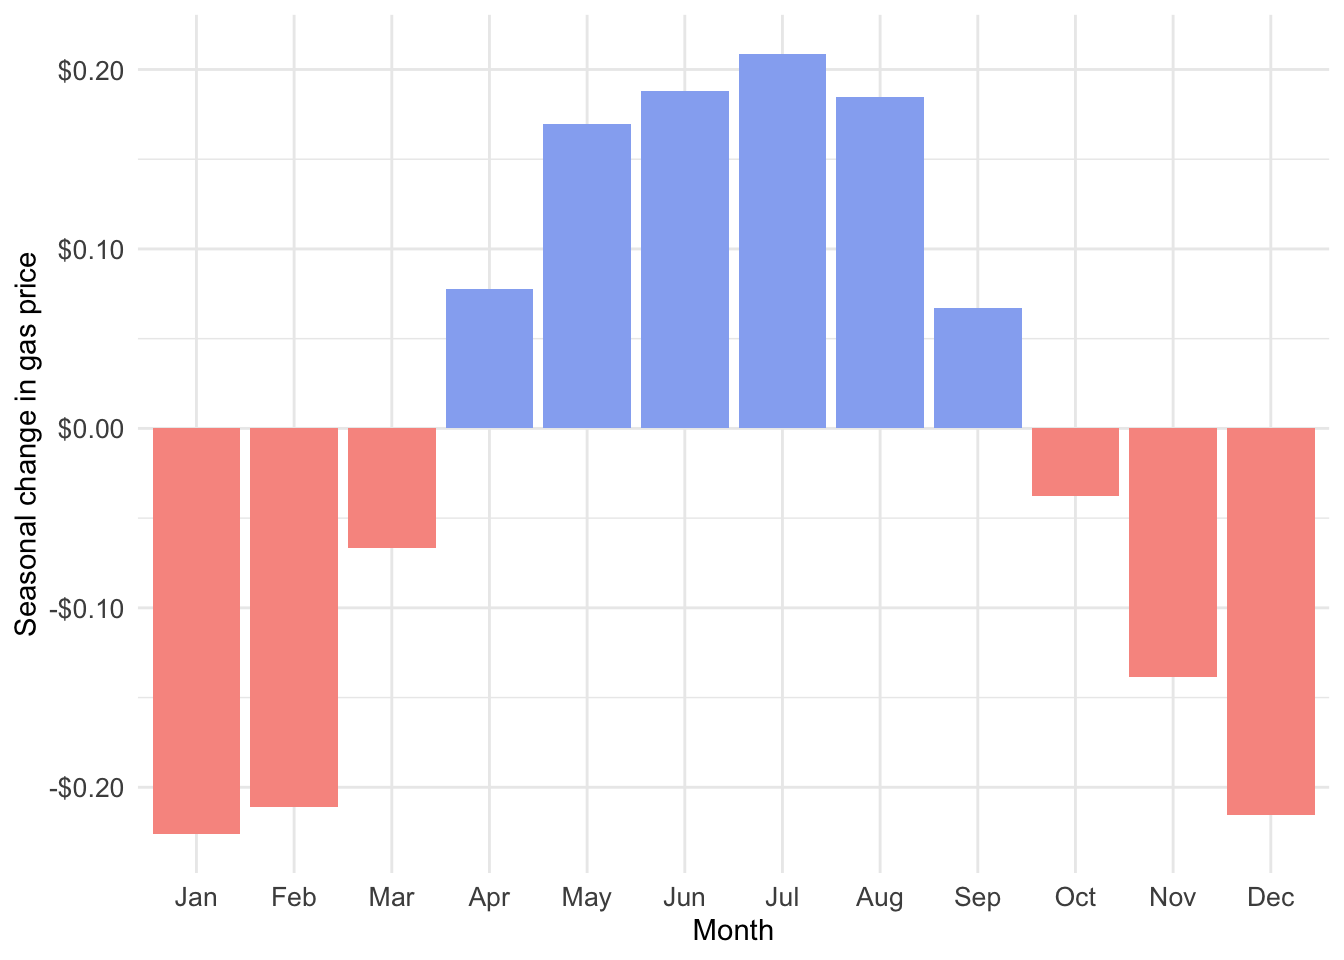 Seasonal change in gas price
$0.20
$0.10
$0.00
-$0.10
-$0.20
Jan Feb Mar Apr May Jun Jul Aug Sep Oct Nov Dec
Month